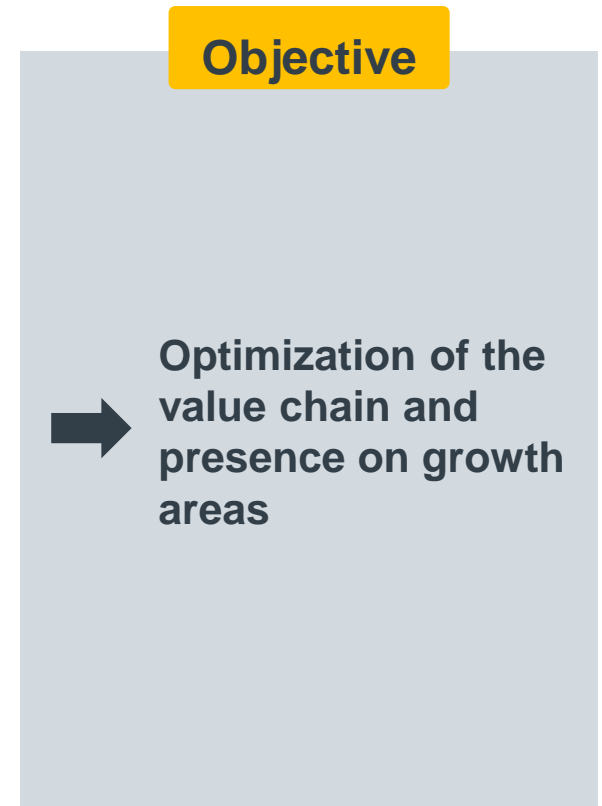 Objective
Optimization of the
value chain and
presence on growth
areas